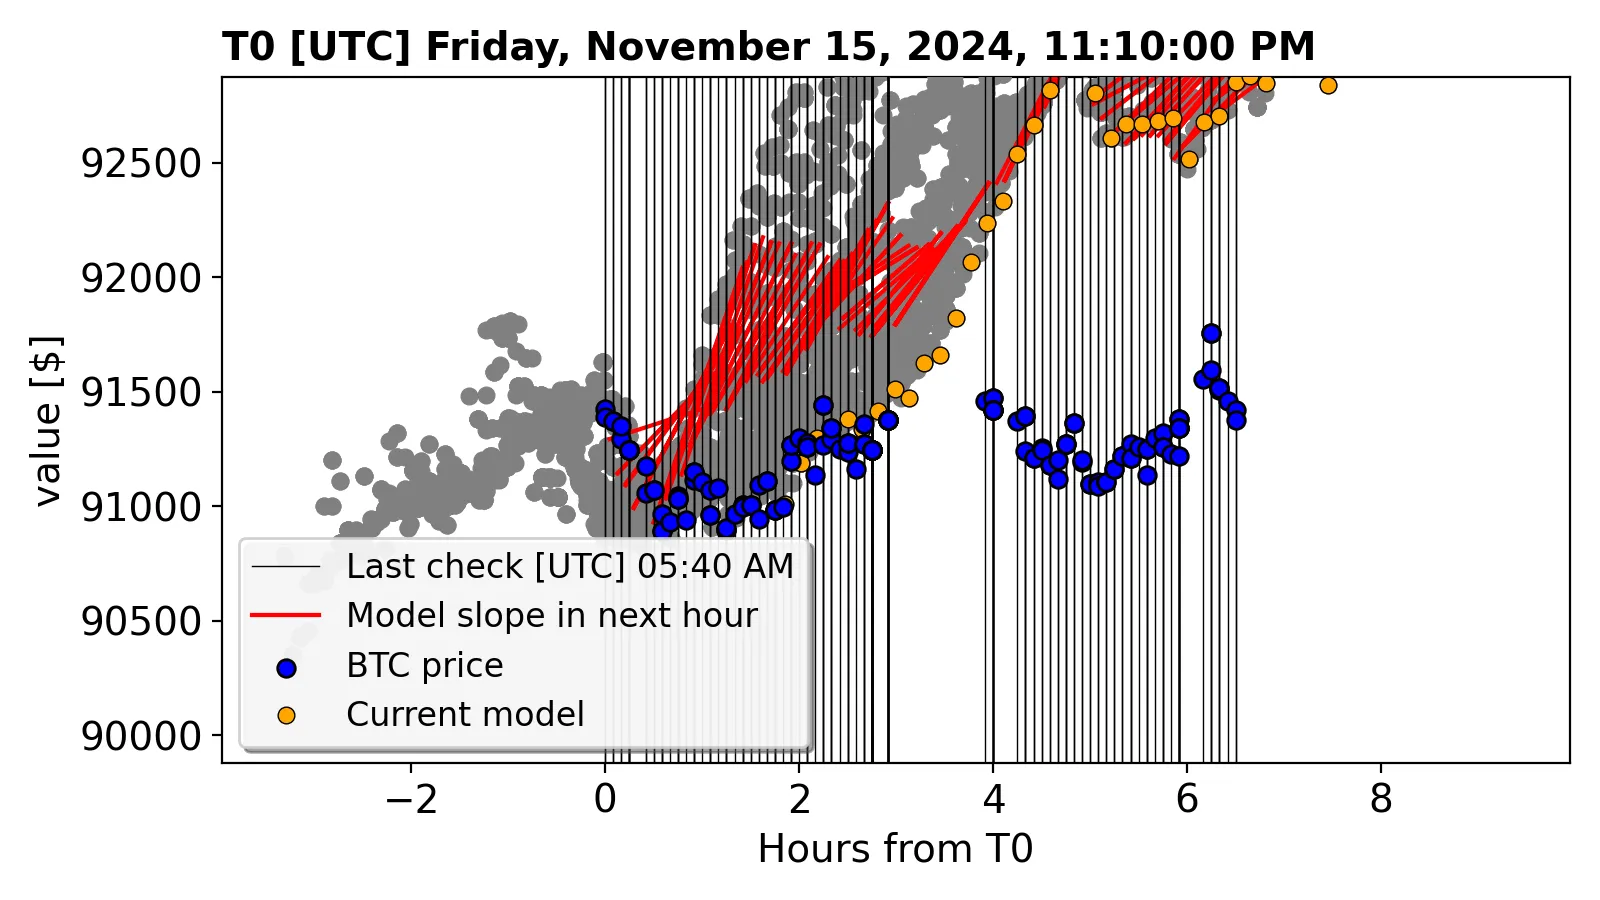 T0 [UTC] Friday, November 15, 2024, 11:10:00 PM
value [$]
92500
92000
91500
91000
90500
90000
Last check [UTC] 05:40 AM
Model slope in next hour
BTC price
Current model
−2 0 2 4 6 8
Hours from T0